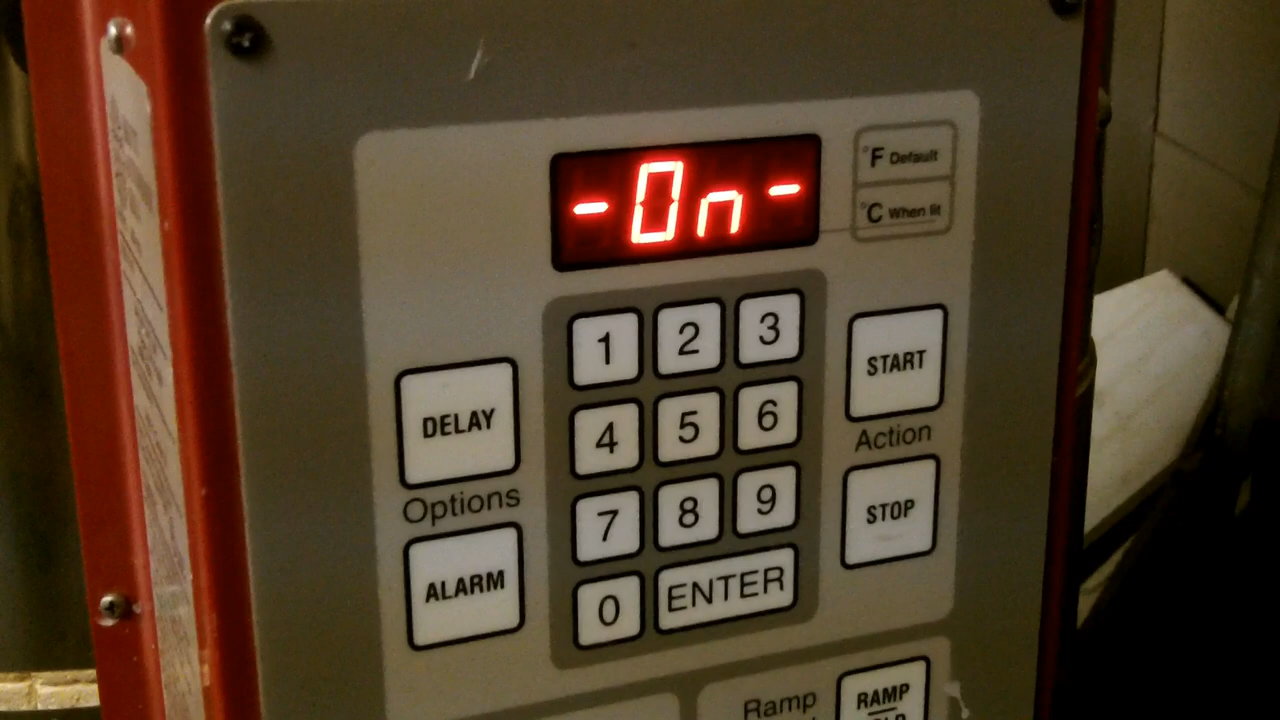 -On-
°F Default
°C When lit
1 2 3
START
DELAY
4 5 6
Action
Options
7 8 9
STOP
ALARM
0 ENTER
Ramp
RAMP